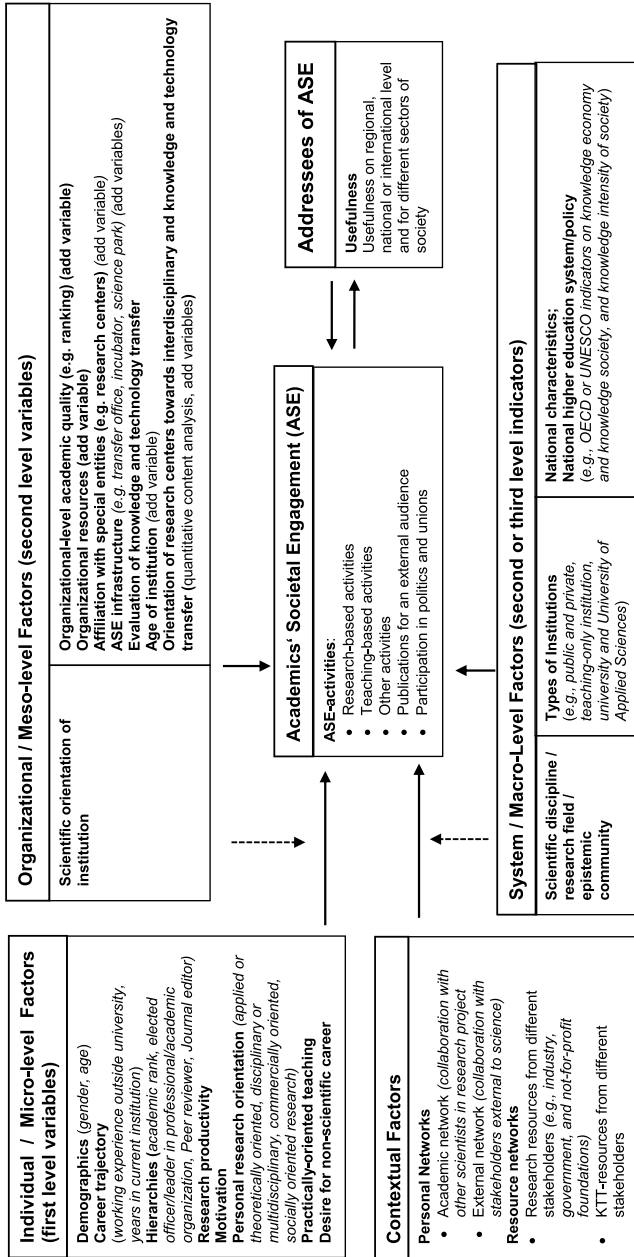 Individual / Micro-level Factors
(first level variables)
Demographics (gender, age)
Career trajectory
(working experience outside university,
years in current institution)
Hierarchies (academic rank, elected
officer/leader in professional/academic
organization, Peer reviewer, Journal editor)
Research productivity
Motivation
Personal research orientation (applied or
theoretically oriented, disciplinary or
multidisciplinary, commercially oriented,
socially oriented research)
Practically-oriented teaching
Desire for non-scientific career
Contextual Factors
Personal Networks
• Academic network (collaboration with
other scientists in research project
• External network (collaboration with
stakeholders external to science)
Resource networks
• Research resources from different
stakeholders (e.g., industry,
government, and not-for-profit
foundations)
• KTT-resources from different
stakeholders
Organizational / Meso-level Factors (second level variables)
Scientific orientation of
institution
Organizational-level academic quality (e.g. ranking) (add variable)
Organizational resources (add variable)
Affiliation with special entities (e.g. research centers) (add variable)
ASE infrastructure (e.g. transfer office, incubator, science park) (add variables)
Evaluation of knowledge and technology transfer
Age of institution (add variable)
Orientation of research centers towards interdisciplinary and knowledge and technology
transfer (quantitative content analysis, add variables)
Academics‘ Societal Engagement (ASE)
ASE-activities:
• Research-based activities
• Teaching-based activities
• Other activities
• Publications for an external audience
• Participation in politics and unions
Addressees of ASE
Usefulness
Usefulness on regional,
national or international level
and for different sectors of
society
System / Macro-Level Factors (second or third level indicators)
Scientific discipline /
research field /
epistemic
community
Types of Institutions
(e.g., public and private,
teaching-only institution,
university and University of
Applied Sciences)
National characteristics;
National higher education system/policy
(e.g., OECD or UNESCO indicators on knowledge economy
and knowledge society, and knowledge intensity of society)